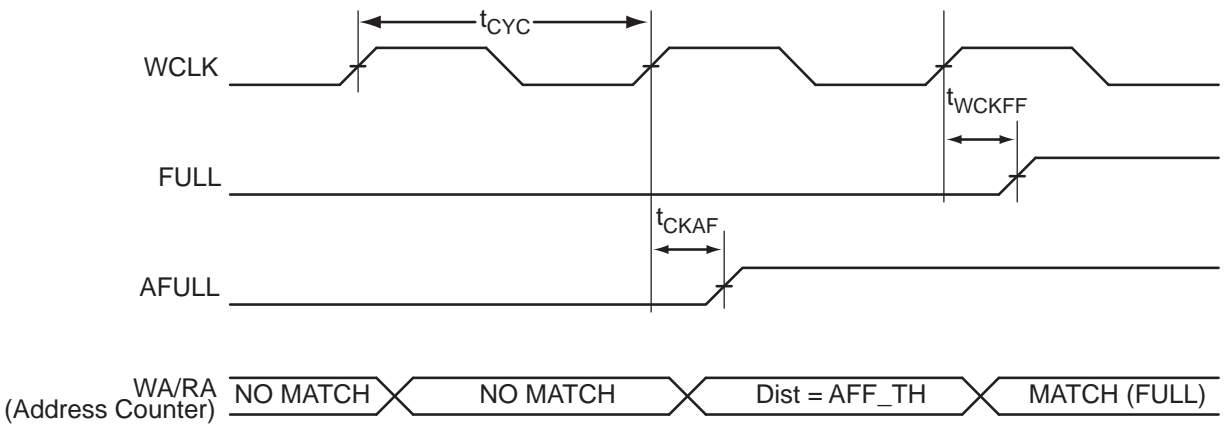 tCYC
WCLK
tWCKFF
FULL
tCKAF
AFULL
WA/RA
(Address Counter)
NO MATCH
NO MATCH
Dist = AFF_TH
MATCH (FULL)